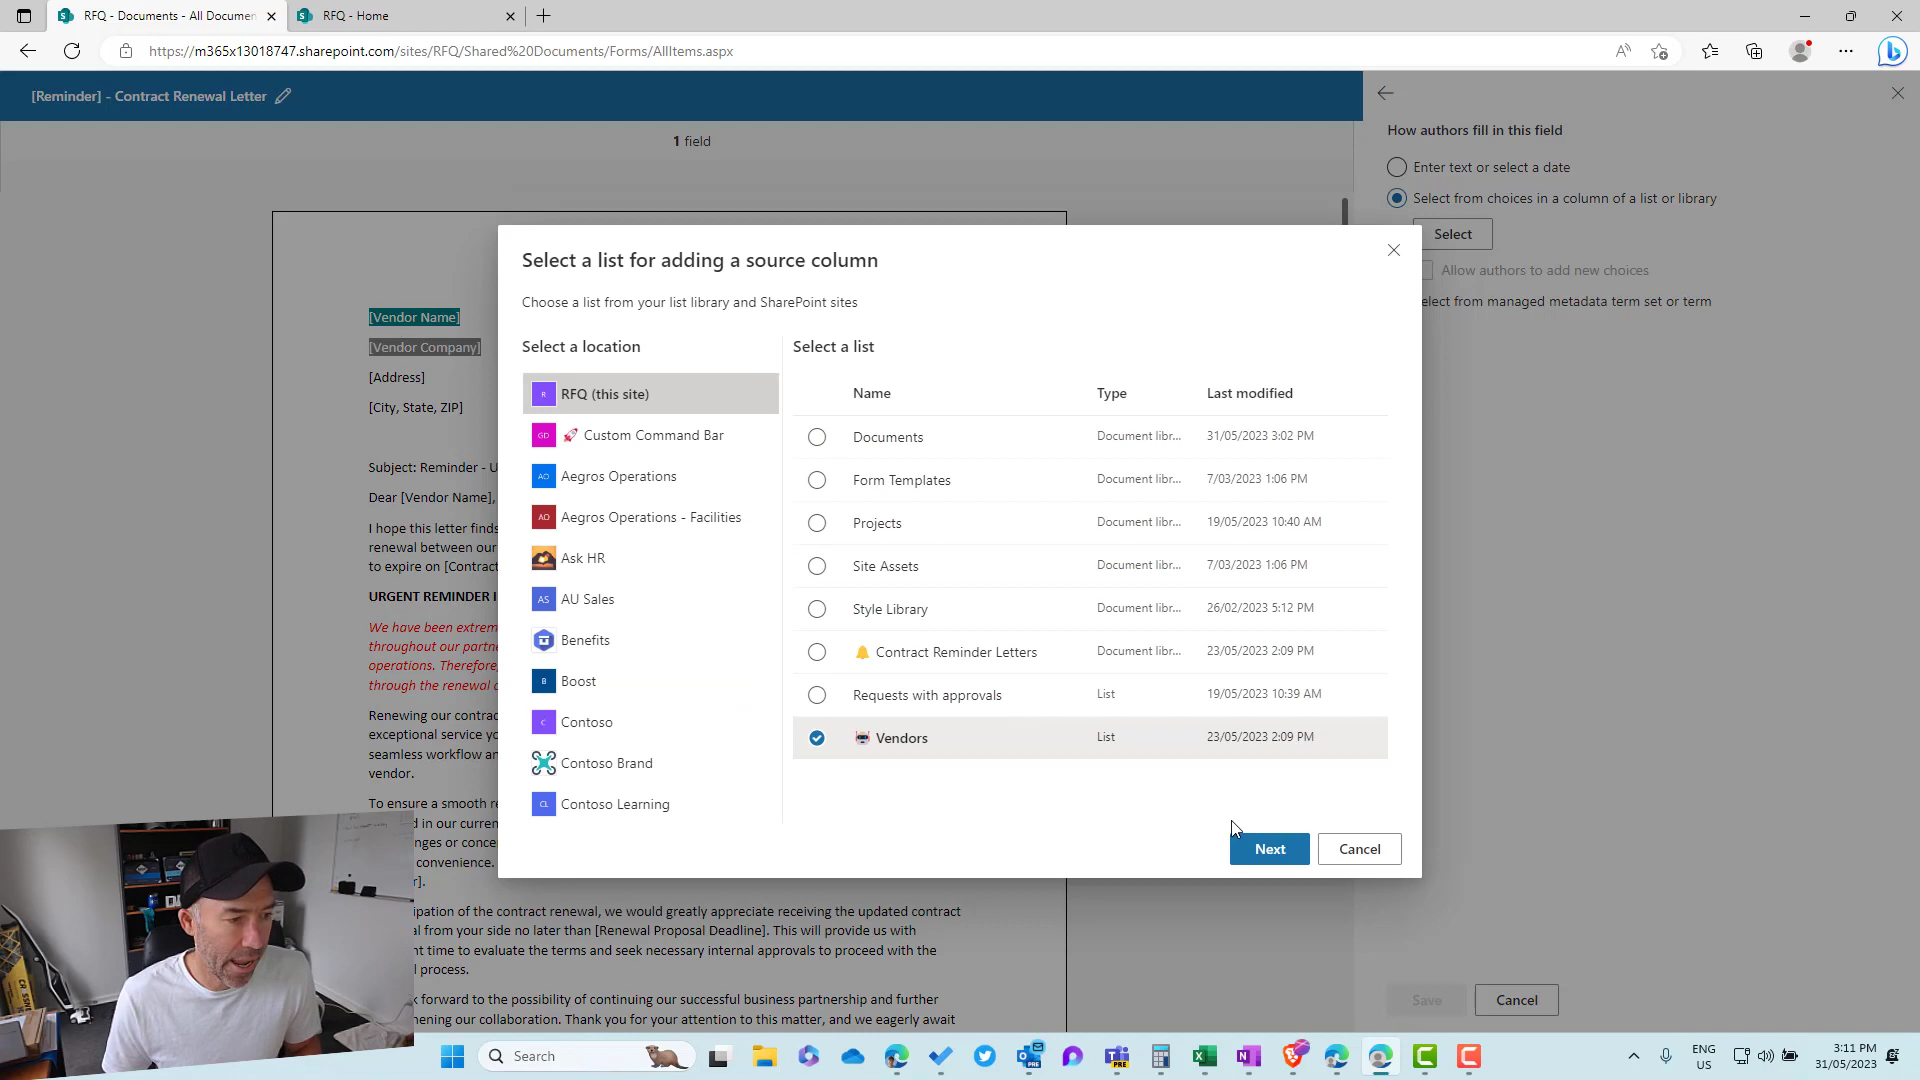 RFQ - Documents - All Documen
RFQ - Home
https://m365x13018747.sharepoint.com/sites/RFQ/Shared%20Documents/Forms/AllItems.aspx
[Reminder] - Contract Renewal Letter
1 field
How authors fill in this field
Enter text or select a date
Select from choices in a column of a list or library
Select
Allow authors to add new choices
elect from managed metadata term set or term
Save
Cancel
[Vendor Name]
[Vendor Company]
[Address]
[City, State, ZIP]
Subject: Reminder - U
Dear [Vendor Name],
I hope this letter finds
renewal between our
to expire on [Contrac
URGENT REMINDER I
We have been extrem
throughout our partn
operations. Therefore,
through the renewal c
Renewing our contrac
exceptional service yo
seamless workflow an
vendor.
To ensure a smooth re
d in our curren
nges or conce
convenience.
r].
ipation of the contract renewal, we would greatly appreciate receiving the updated contract
al from your side no later than [Renewal Proposal Deadline]. This will provide us with
nt time to evaluate the terms and seek necessary internal approvals to proceed with the
l process.
k forward to the possibility of continuing our successful business partnership and further
hening our collaboration. Thank you for your attention to this matter, and we eagerly await
Select a list for adding a source column
Choose a list from your list library and SharePoint sites
Select a location
R RFQ (this site)
GD Custom Command Bar
AO Aegros Operations
AO Aegros Operations - Facilities
Ask HR
AS AU Sales
Benefits
B Boost
C Contoso
Contoso Brand
CL Contoso Learning
Select a list
Name Type Last modified
Documents Document libr... 31/05/2023 3:02 PM
Form Templates Document libr... 7/03/2023 1:06 PM
Projects Document libr... 19/05/2023 10:40 AM
Site Assets Document libr... 7/03/2023 1:06 PM
Style Library Document libr... 26/02/2023 5:12 PM
Contract Reminder Letters Document libr... 23/05/2023 2:09 PM
Requests with approvals List 19/05/2023 10:39 AM
Vendors List 23/05/2023 2:09 PM
Next
Cancel
Search
ENG
US
3:11 PM
31/05/2023